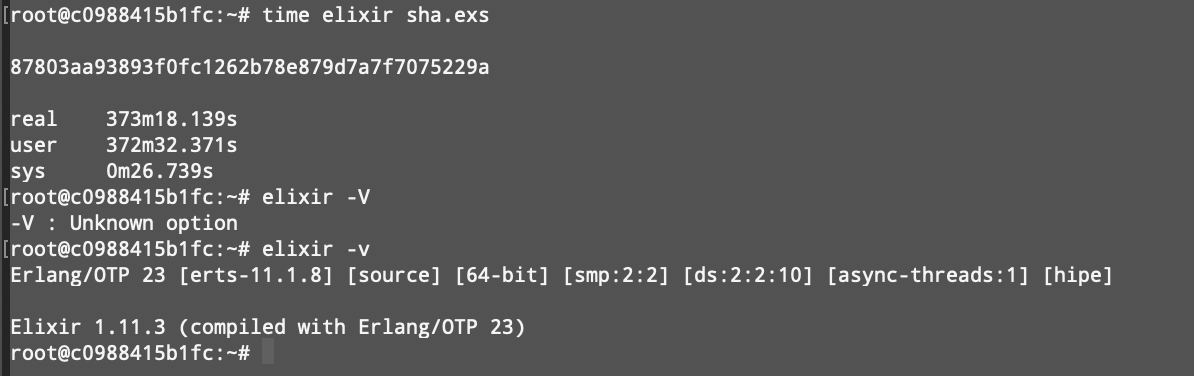 [root@c0988415b1fc:~# time elixir sha.exs
87803aa93893f0fc1262b78e879d7a7f7075229a
real    373m18.139s
user    372m32.371s
sys     0m26.739s
[root@c0988415b1fc:~# elixir -V
-V : Unknown option
[root@c0988415b1fc:~# elixir -v
Erlang/OTP 23 [erts-11.1.8] [source] [64-bit] [smp:2:2] [ds:2:2:10] [async-threads:1] [hipe]
Elixir 1.11.3 (compiled with Erlang/OTP 23)
root@c0988415b1fc:~#